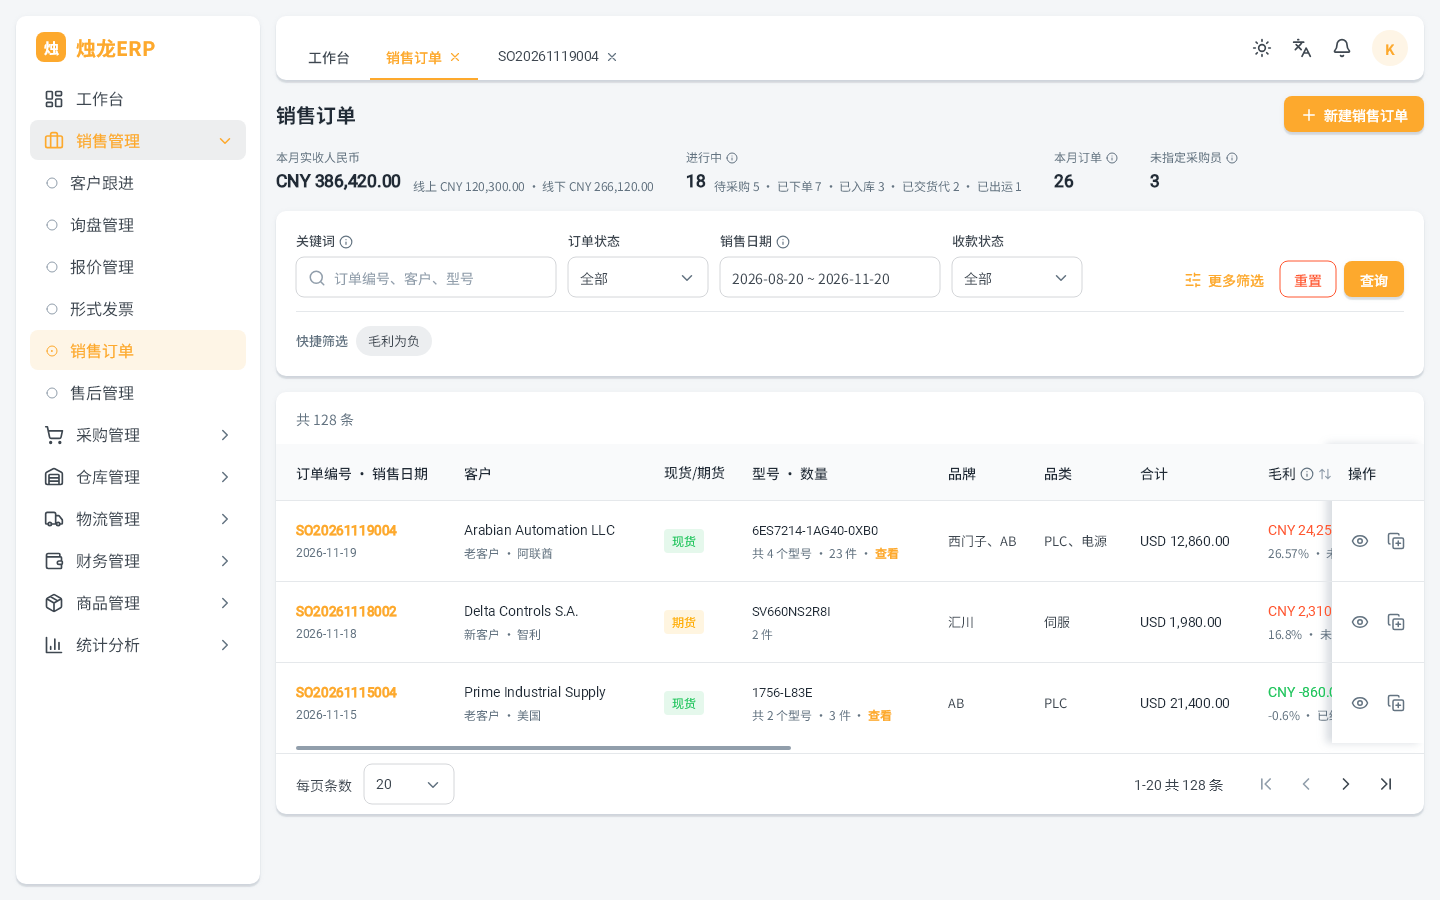 烛 烛龙ERP
工作台
销售管理
客户跟进
询盘管理
报价管理
形式发票
销售订单
售后管理
采购管理
仓库管理
物流管理
财务管理
商品管理
统计分析
工作台 销售订单 SO20261119004 K
销售订单 新建销售订单
本月实收人民币 进行中 本月订单 未指定采购员
CNY 386,420.00 线上 CNY 120,300.00 • 线下 CNY 266,120.00 18 待采购 5 • 已下单 7 • 已入库 3 • 已交货代 2 • 已出运 1 26 3
关键词 订单状态 销售日期 收款状态
订单编号、客户、型号 全部 2026-08-20 ~ 2026-11-20 全部 更多筛选 重置 查询
快捷筛选 毛利为负
共 128 条
订单编号 • 销售日期 客户 现货/期货 型号 • 数量 品牌 品类 合计 毛利 操作
SO20261119004 Arabian Automation LLC 现货 6ES7214-1AG40-0XB0 西门子、AB PLC、电源 USD 12,860.00 CNY 24,25
2026-11-19 老客户 • 阿联酋 共 4 个型号 • 23 件 • 查看 26.57% •
SO20261118002 Delta Controls S.A. 期货 SV660NS2R8I 汇川 伺服 USD 1,980.00 CNY 2,310
2026-11-18 新客户 • 智利 2 件 16.8% • 未
SO20261115004 Prime Industrial Supply 现货 1756-L83E AB PLC USD 21,400.00 CNY -860.
2026-11-15 老客户 • 美国 共 2 个型号 • 3 件 • 查看 -0.6% • 已
每页条数 20 1-20 共 128 条